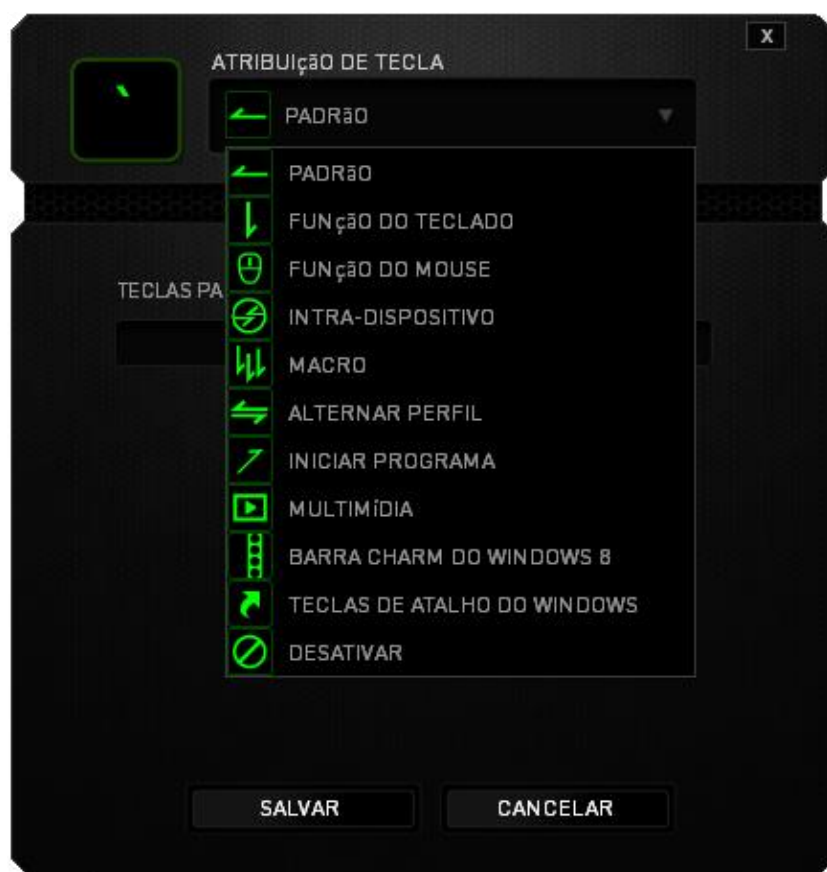 X
ATRIBUIçãO DE TECLA
`
PADRãO
PADRãO
FUNçãO DO TECLADO
FUNçãO DO MOUSE
TECLAS PA
INTRA-DISPOSITIVO
MACRO
ALTERNAR PERFIL
INICIAR PROGRAMA
MULTIMíDIA
BARRA CHARM DO WINDOWS 8
TECLAS DE ATALHO DO WINDOWS
DESATIVAR
SALVAR
CANCELAR